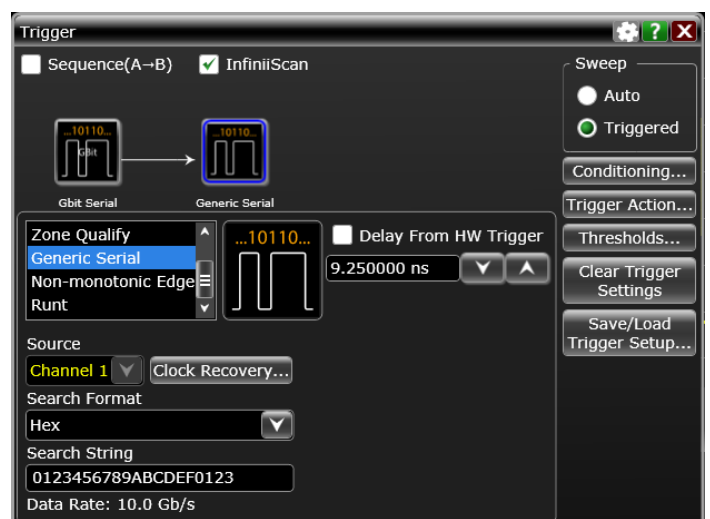 Trigger
?
X
Sequence(A→B)
InfiniiScan
Sweep
Auto
Triggered
...10110...
GBit
...10110...
Gbit Serial
Generic Serial
Conditioning...
Trigger Action...
Thresholds...
Clear Trigger
Settings
Save/Load
Trigger Setup...
Zone Qualify
Generic Serial
Non-monotonic Edge
Runt
...10110...
Delay From HW Trigger
9.250000 ns
Source
Channel 1
Clock Recovery...
Search Format
Hex
Search String
0123456789ABCDEF0123
Data Rate: 10.0 Gb/s